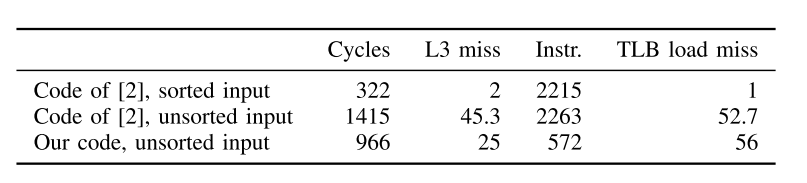 Cycles L3 miss Instr. TLB load miss
Code of [2], sorted input 322 2 2215 1
Code of [2], unsorted input 1415 45.3 2263 52.7
Our code, unsorted input 966 25 572 56